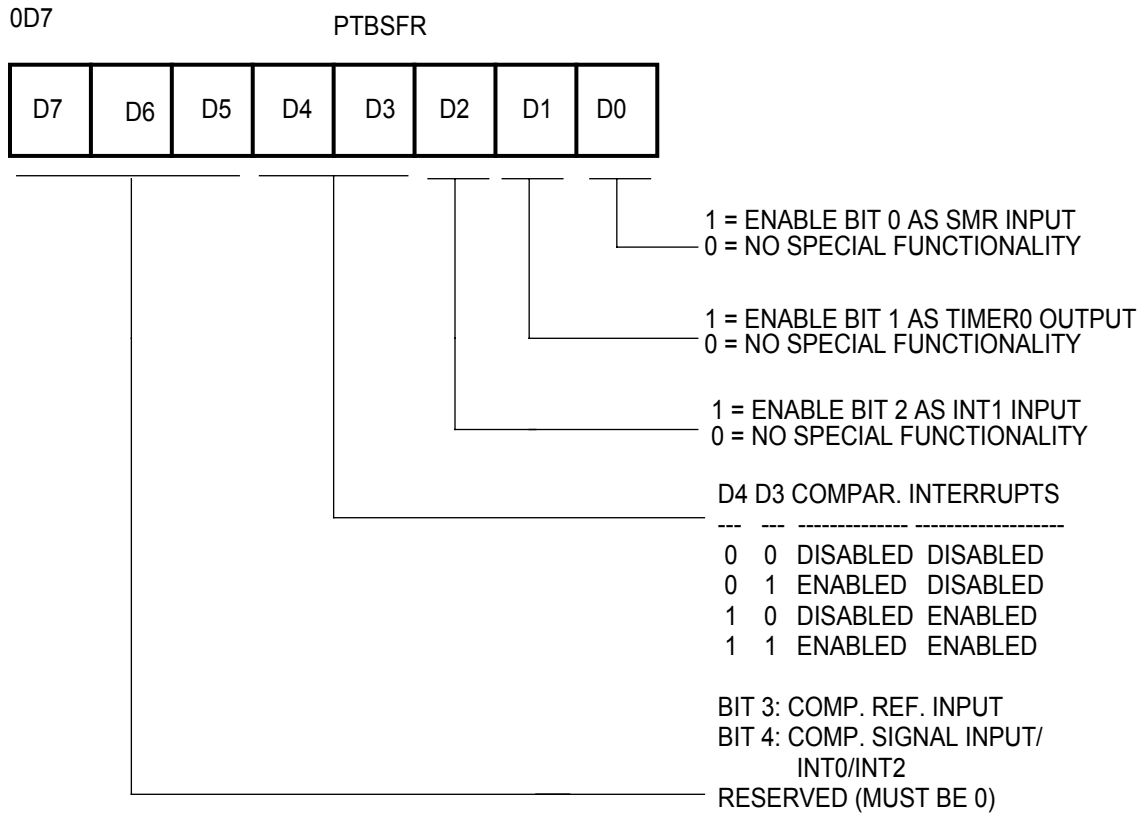 0D7
PTBSFR
D7 D6 D5 D4 D3 D2 D1 D0
1 = ENABLE BIT 0 AS SMR INPUT
0 = NO SPECIAL FUNCTIONALITY
1 = ENABLE BIT 1 AS TIMER0 OUTPUT
0 = NO SPECIAL FUNCTIONALITY
1 = ENABLE BIT 2 AS INT1 INPUT
0 = NO SPECIAL FUNCTIONALITY
D4 D3 COMPAR. INTERRUPTS
--- --- -------------- -------------------
0 0 DISABLED DISABLED
0 1 ENABLED DISABLED
1 0 DISABLED ENABLED
1 1 ENABLED ENABLED
BIT 3: COMP. REF. INPUT
BIT 4: COMP. SIGNAL INPUT/
INT0/INT2
RESERVED (MUST BE 0)